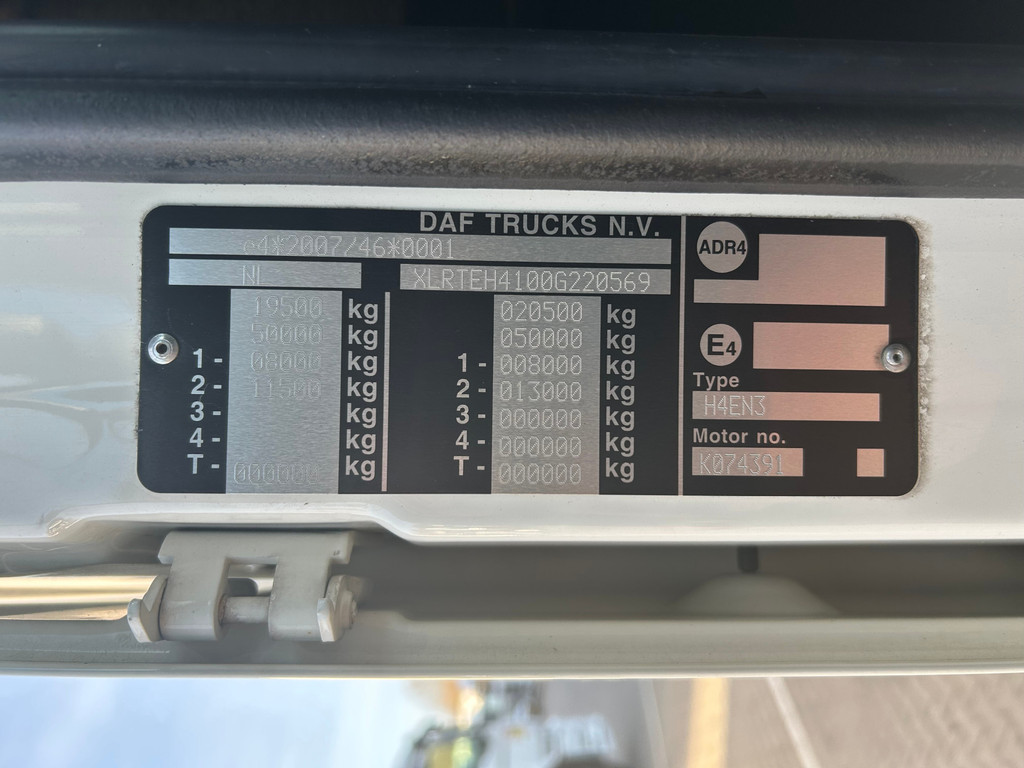 DAF TRUCKS N.V.
e4*2007/46*0001
NL XLRTEH4100G220569
19500 kg 020500 kg
50000 kg 050000 kg
1- 08000 kg 1- 008000 kg
2- 11500 kg 2- 013000 kg
3- kg 3- 000000 kg
4- kg 4- 000000 kg
T- 000000 kg T- 000000 kg
ADR4
E4
Type
H4EN3
Motor no.
K074391